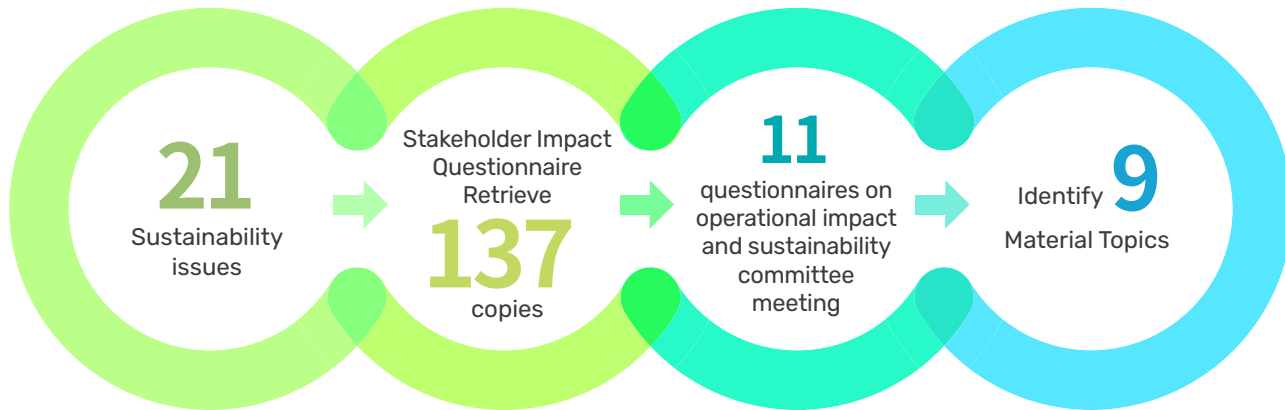 21
Sustainability
issues
Stakeholder Impact
Questionnaire
Retrieve
137
copies
11
questionnaires on
operational impact
and sustainability
committee
meeting
Identify 9
Material Topics